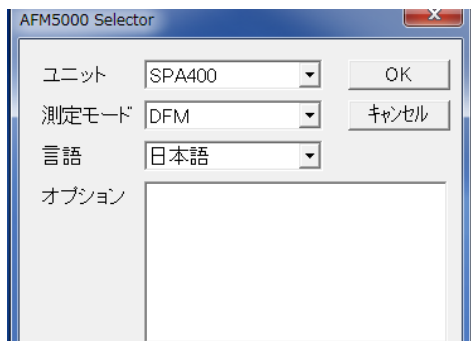 AFM5000 Selector
ユニット SPA400 OK
測定モード DFM キャンセル
言語 日本語
オプション